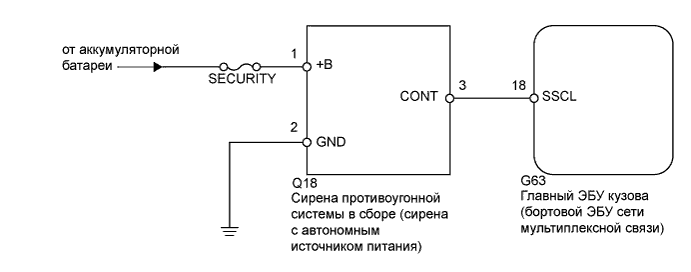 от аккумуляторной
батареи
SECURITY
1
+B
2
GND
CONT
3
18
SSCL
Q18
Сирена противоугонной
системы в сборе (сирена
с автономным
источником питания)
G63
Главный ЭБУ кузова
(бортовой ЭБУ сети
мультиплексной связи)